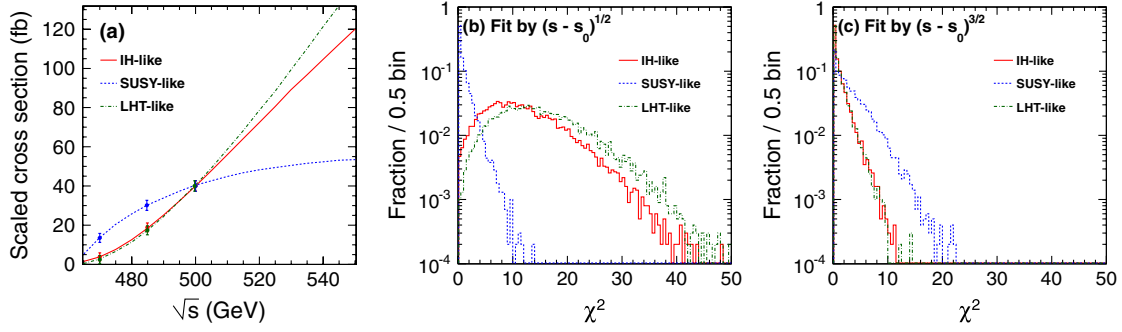 Scaled cross section (fb)
(a)
IH-like
SUSY-like
LHT-like
0
20
40
60
80
100
120
480
500
520
540
√s (GeV)
(b) Fit by (s - s₀)^1/2
IH-like
SUSY-like
LHT-like
Fraction / 0.5 bin
1
10⁻¹
10⁻²
10⁻³
10⁻⁴
0
10
20
30
40
50
χ²
(c) Fit by (s - s₀)^3/2
IH-like
SUSY-like
LHT-like
Fraction / 0.5 bin
1
10⁻¹
10⁻²
10⁻³
10⁻⁴
0
10
20
30
40
50
χ²